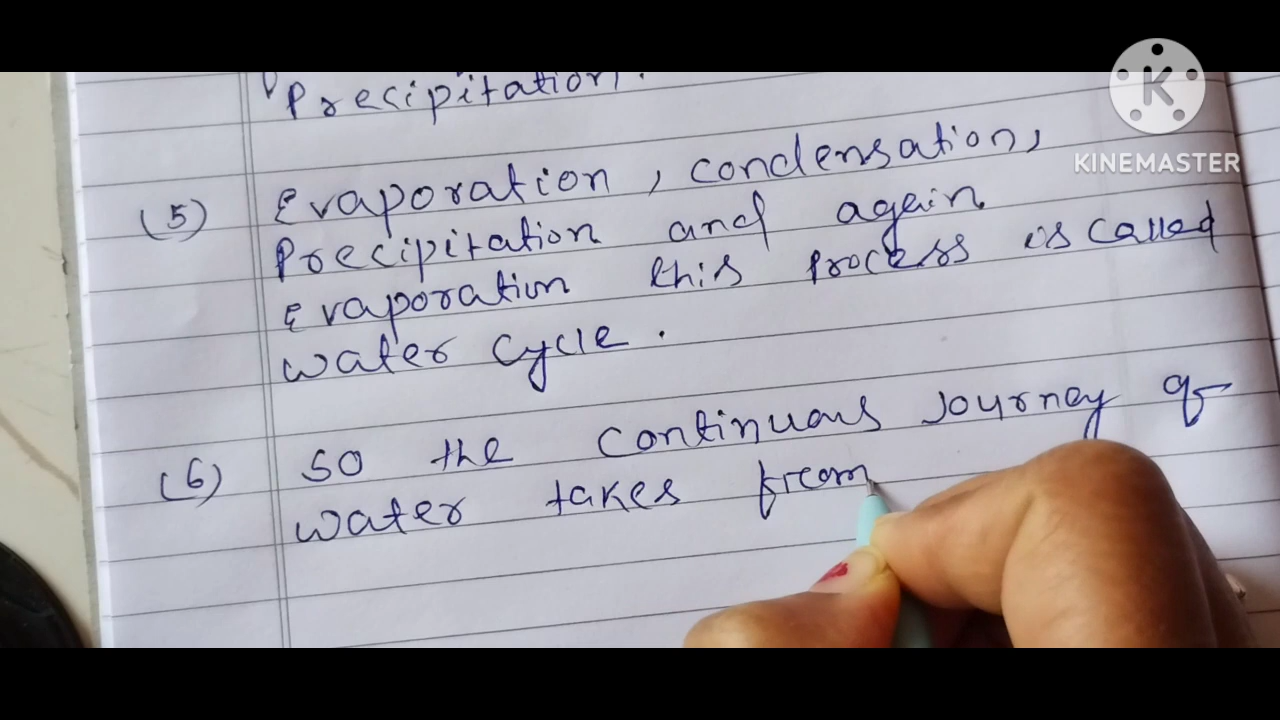 Precipitation.
(5) Evaporation, condensation,
Precipitation and again
Evaporation this process is called
water cycle.
(6) So the continuous Journey of
water takes from
K
KINEMASTER